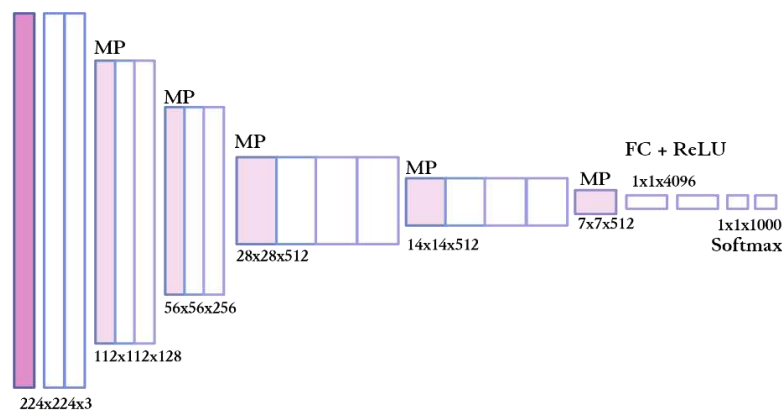 MP
MP
MP
MP
MP
FC + ReLU
1x1x4096
224x224x3
112x112x128
56x56x256
28x28x512
14x14x512
7x7x512
1x1x1000
Softmax